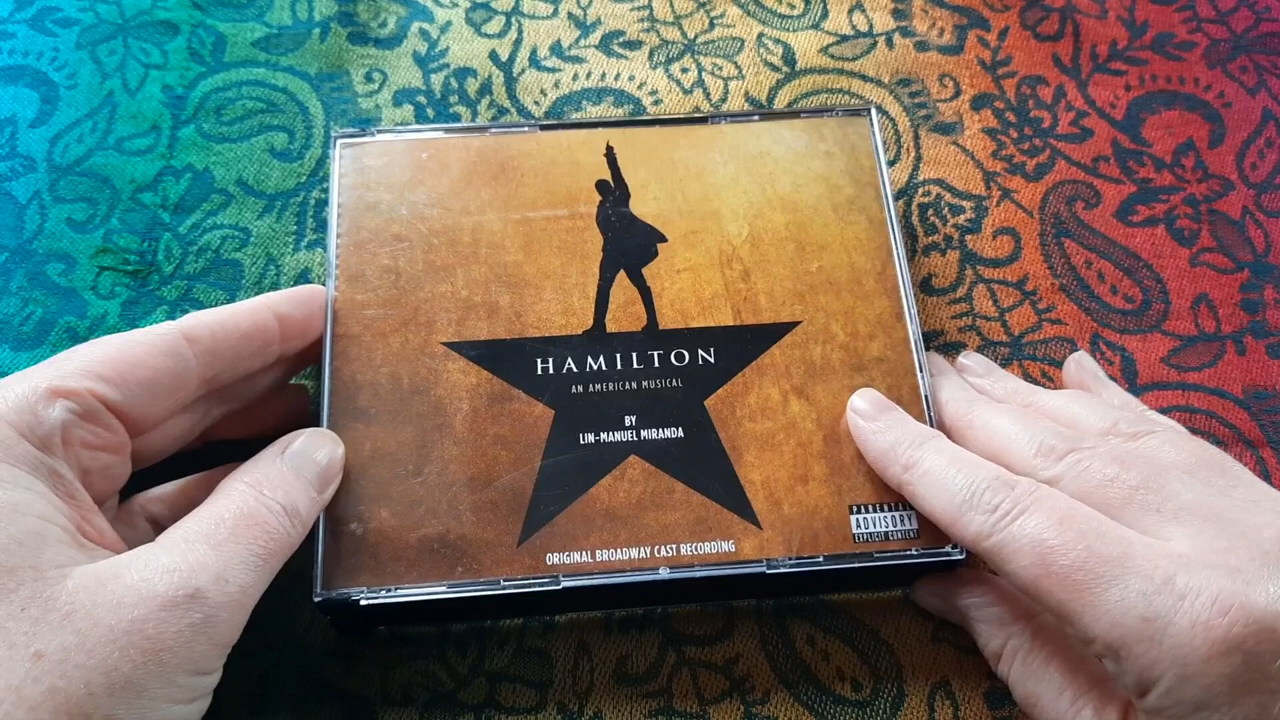 HAMILTON
AN AMERICAN MUSICAL
BY
LIN-MANUEL MIRANDA
ORIGINAL BROADWAY CAST RECORDING
PARENTAL
ADVISORY
EXPLICIT CONTENT